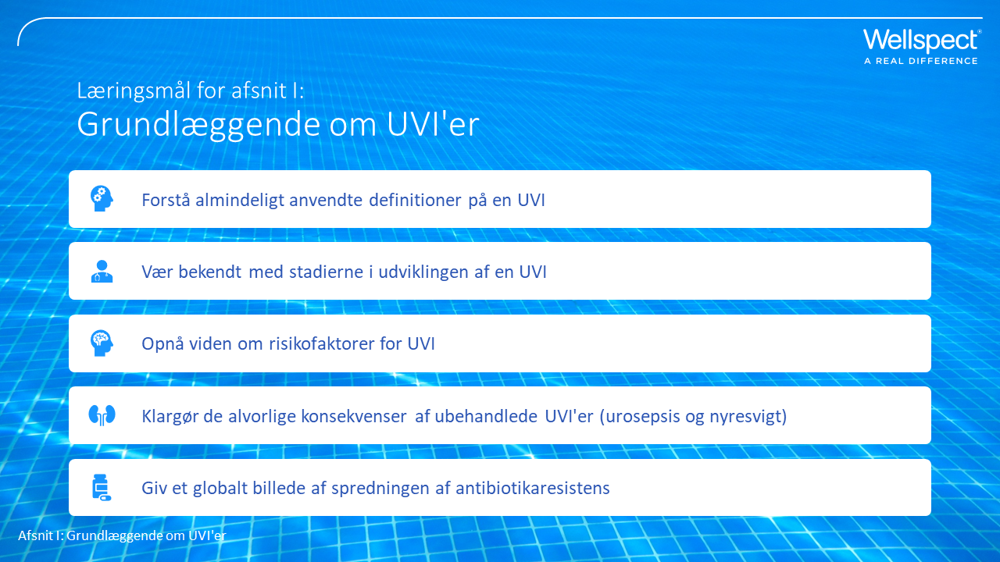 Wellspect®
A REAL DIFFERENCE
Læringsmål for afsnit I:
Grundlæggende om UVI'er
Forstå almindeligt anvendte definitioner på en UVI
Vær bekendt med stadierne i udviklingen af en UVI
Opnå viden om risikofaktorer for UVI
Klargør de alvorlige konsekvenser af ubehandlede UVI'er (urosepsis og nyresvigt)
Giv et globalt billede af spredningen af antibiotikaresistens
Afsnit I: Grundlæggende om UVI'er